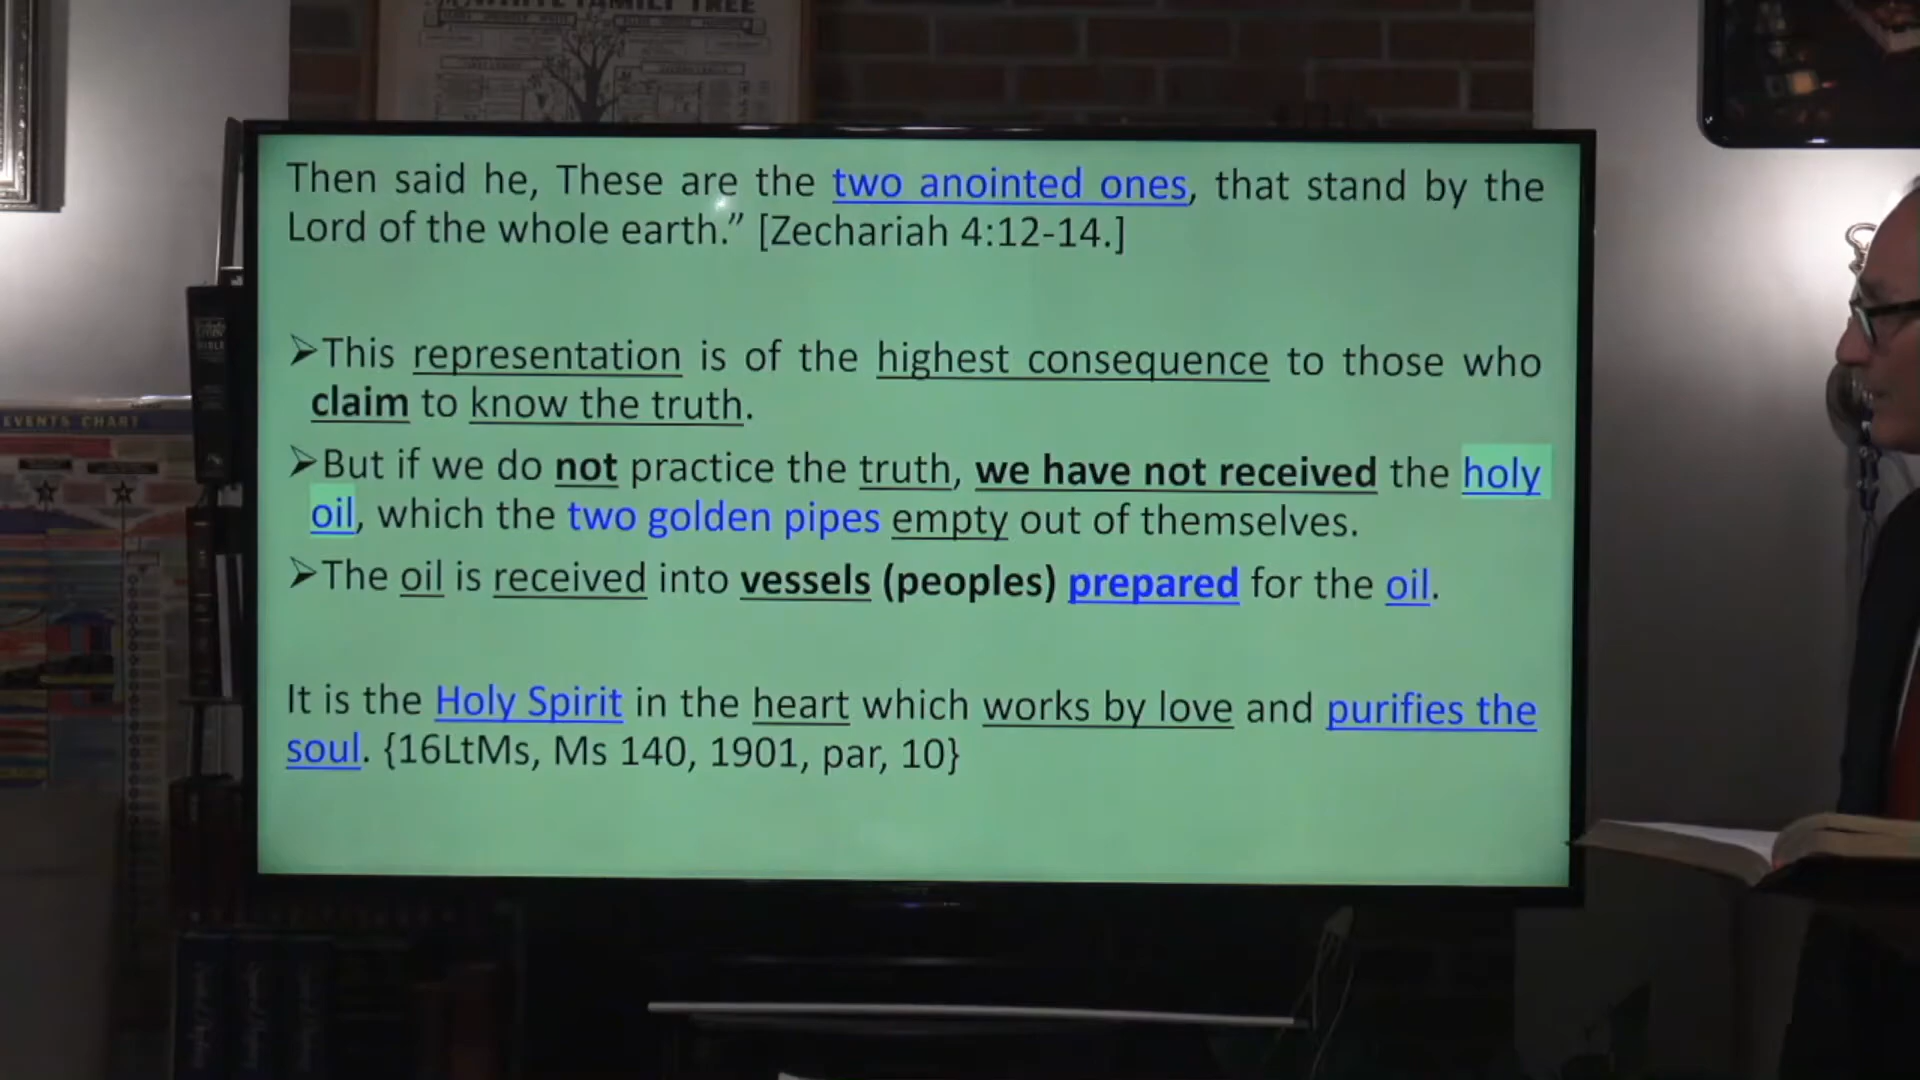 WHITE FAMILY TREE
Then said he, These are the two anointed ones, that stand by the
Lord of the whole earth.” [Zechariah 4:12-14.]
➢This representation is of the highest consequence to those who
claim to know the truth.
➢But if we do not practice the truth, we have not received the holy
oil, which the two golden pipes empty out of themselves.
➢The oil is received into vessels (peoples) prepared for the oil.
It is the Holy Spirit in the heart which works by love and purifies the
soul. {16LtMs, Ms 140, 1901, par, 10}
EVENTS CHART
BIBLE